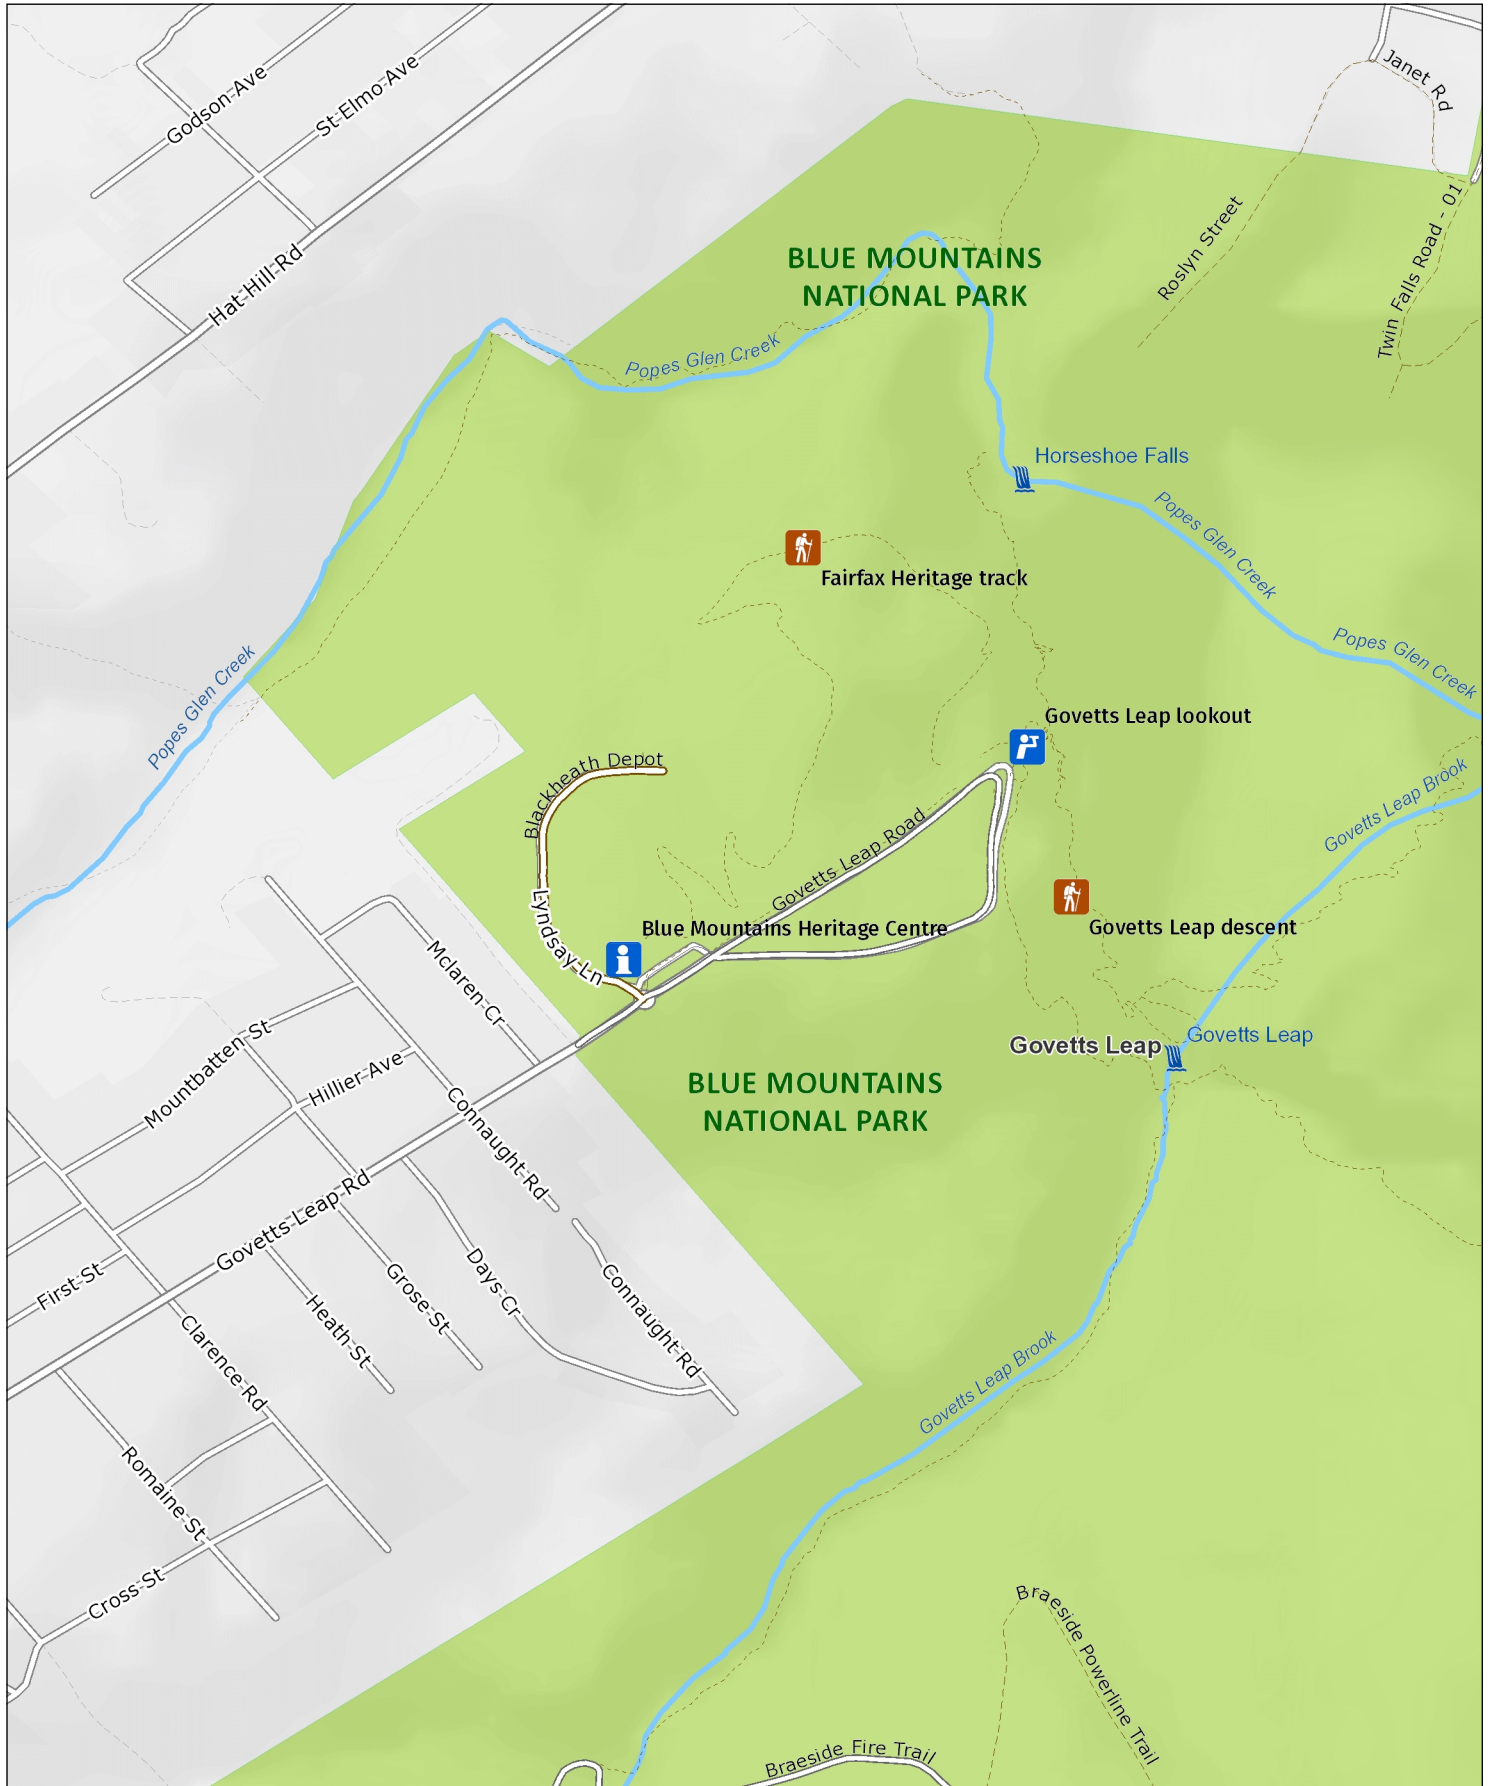 Godson Ave
St Elmo Ave
Janet Rd
Hat Hill Rd
Roslyn Street
Twin Falls Road - 01
BLUE MOUNTAINS
NATIONAL PARK
Popes Glen Creek
Horseshoe Falls
Popes Glen Creek
Fairfax Heritage track
Popes Glen Creek
Popes Glen Creek
Govetts Leap lookout
Blackheath Depot
Govetts Leap Brook
Govetts Leap Road
Lyndsay Ln
Blue Mountains Heritage Centre
Govetts Leap descent
Mclaren Cr
Mountbatten St
Hillier Ave
Govetts Leap
Govetts Leap
BLUE MOUNTAINS
NATIONAL PARK
Connaught Rd
Govetts Leap Rd
First St
Days Cr
Grose St
Heath St
Connaught Rd
Clarence Rd
Govetts Leap Brook
Romaine St
Cross St
Braeside Powerline Trail
Braeside Fire Trail